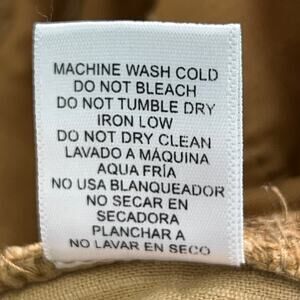 MACHINE WASH COLD
DO NOT BLEACH
DO NOT TUMBLE DRY
IRON LOW
DO NOT DRY CLEAN
LAVADO A MÁQUINA
AQUA FRÍA
NO USA BLANQUEADOR
NO SECAR EN
SECADORA
PLANCHAR A
NO LAVAR EN SECO